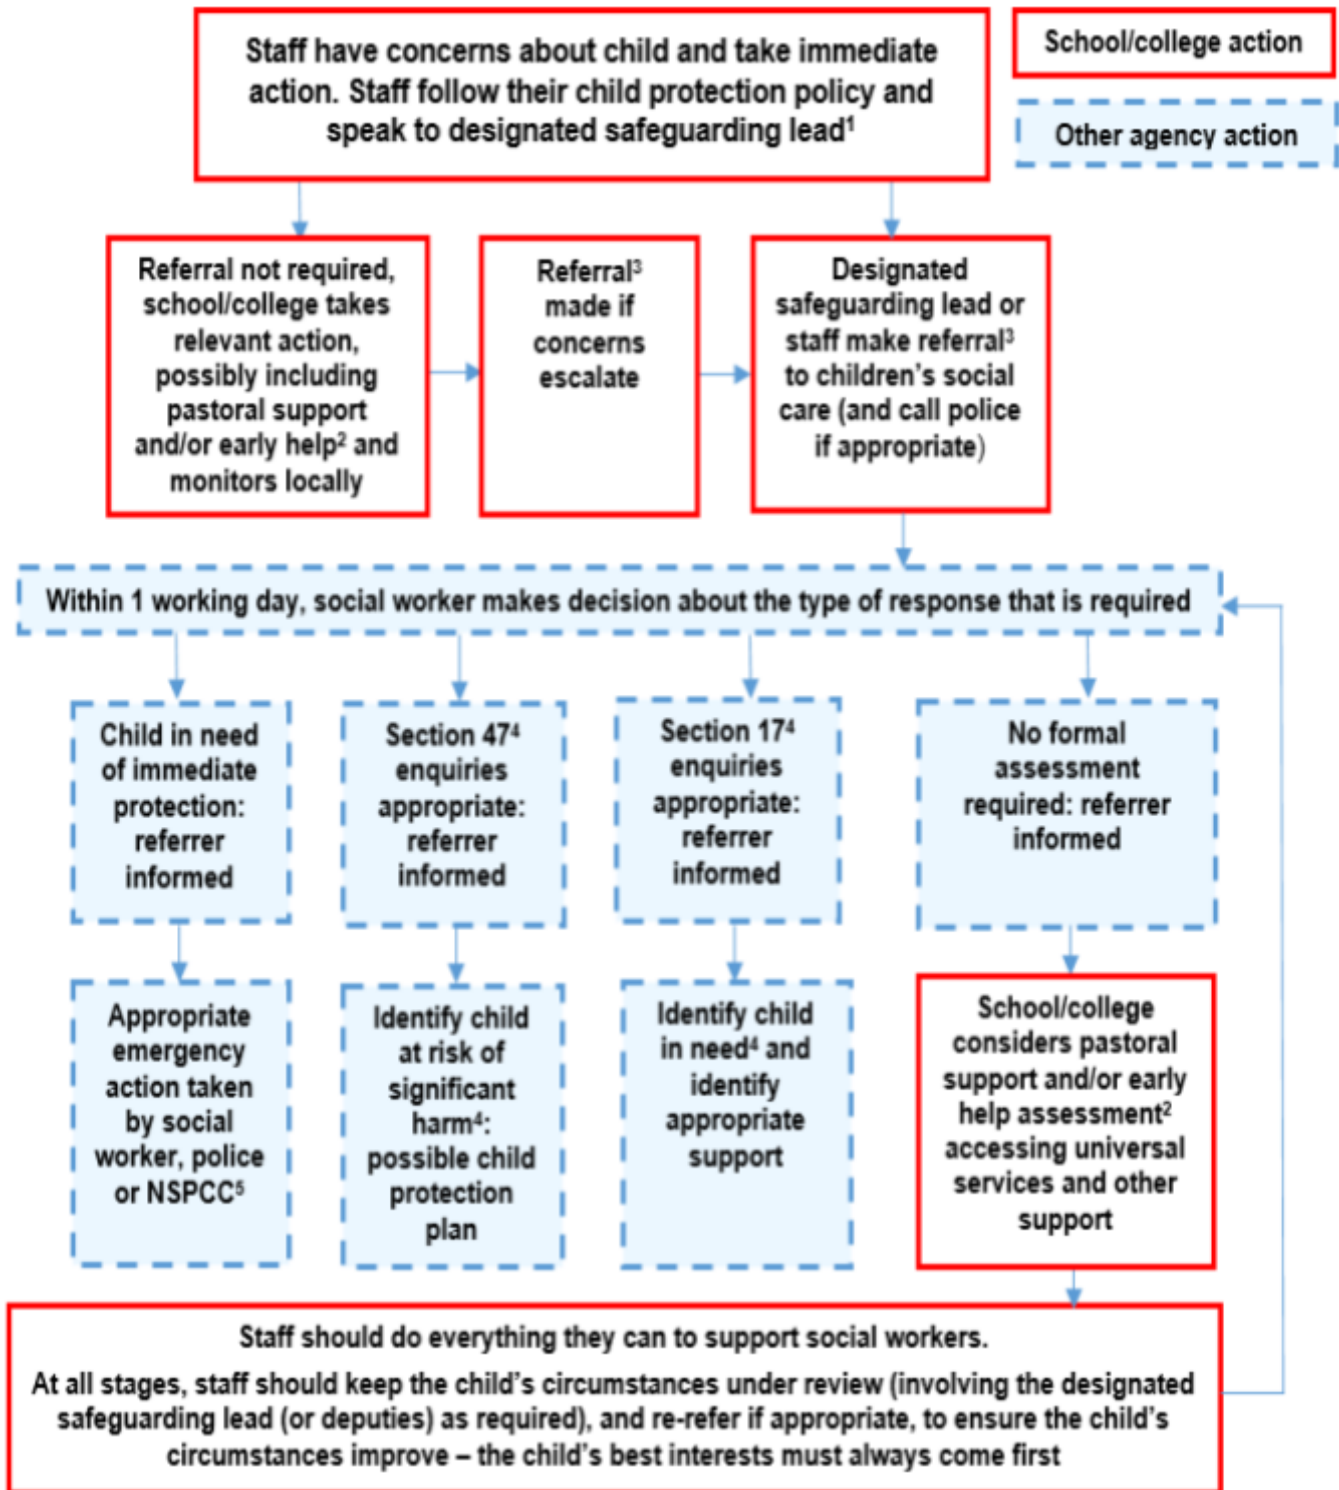 Staff have concerns about child and take immediate
action. Staff follow their child protection policy and
speak to designated safeguarding lead¹
School/college action
Other agency action
Referral not required,
school/college takes
relevant action,
possibly including
pastoral support
and/or early help² and
monitors locally
Referral³
made if
concerns
escalate
Designated
safeguarding lead or
staff make referral³
to children's social
care (and call police
if appropriate)
Within 1 working day, social worker makes decision about the type of response that is required
Child in need
of immediate
protection:
referrer
informed
Section 47⁴
enquiries
appropriate:
referrer
informed
Section 17⁴
enquiries
appropriate:
referrer
informed
No formal
assessment
required: referrer
informed
Appropriate
emergency
action taken
by social
worker, police
or NSPCC⁵
Identify child
at risk of
significant
harm⁴:
possible child
protection
plan
Identify child
in need⁴ and
identify
appropriate
support
School/college
considers pastoral
support and/or early
help assessment²
accessing universal
services and other
support
Staff should do everything they can to support social workers.
At all stages, staff should keep the child's circumstances under review (involving the designated
safeguarding lead (or deputies) as required), and re-refer if appropriate, to ensure the child's
circumstances improve – the child's best interests must always come first